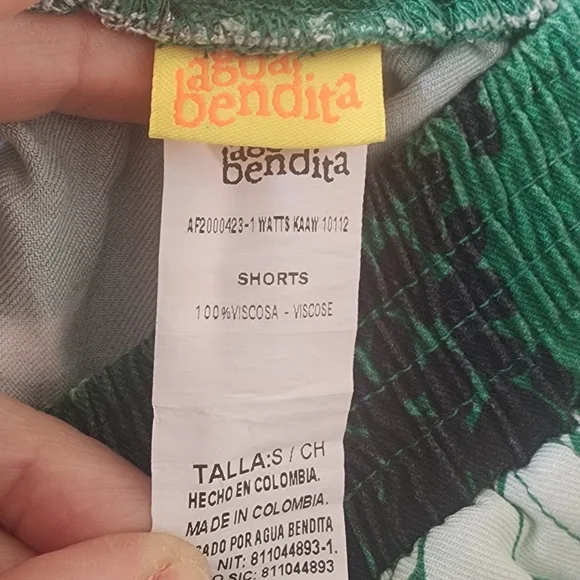 agua
bendita
agua
bendita
AF2000423-1 WATTS KAAW 10112
SHORTS
100%VISCOSA - VISCOSE
TALLA:S / CH
HECHO EN COLOMBIA.
MADE IN COLOMBIA.
POR AGUA BENDITA
NIT: 811044893-1.
SIC: 811044893